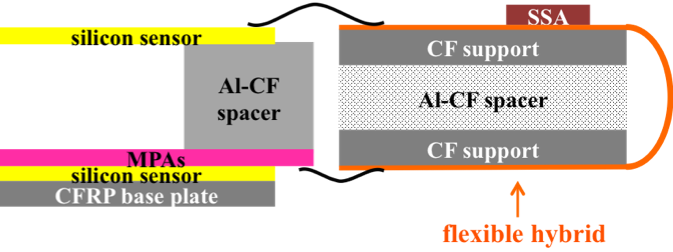 silicon sensor
Al-CF
spacer
MPAs
silicon sensor
CFRP base plate
SSA
CF support
Al-CF spacer
CF support
flexible hybrid